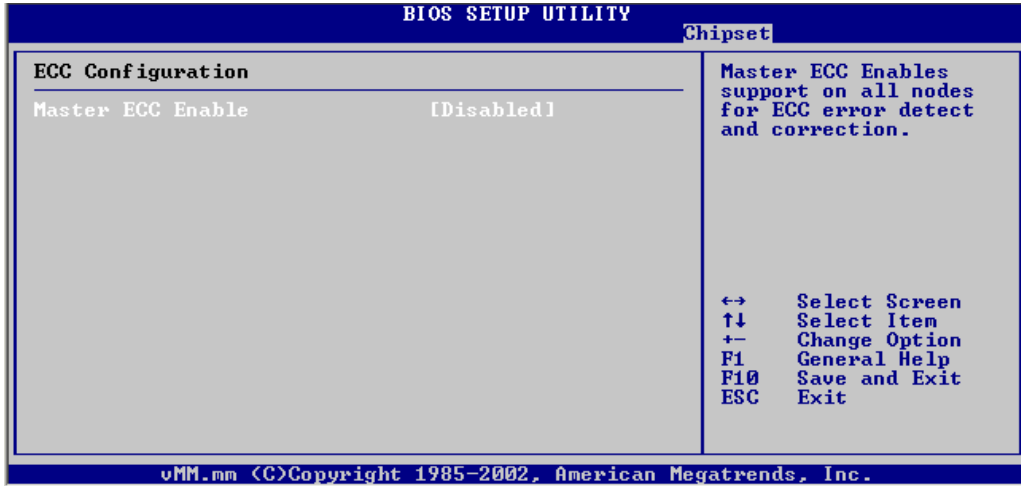 BIOS SETUP UTILITY
Chipset
ECC Configuration
Master ECC Enable [Disabled]
Master ECC Enables
support on all nodes
for ECC error detect
and correction.
←→ Select Screen
↑↓ Select Item
+- Change Option
F1 General Help
F10 Save and Exit
ESC Exit
vMM.mm (C)Copyright 1985-2002, American Megatrends, Inc.